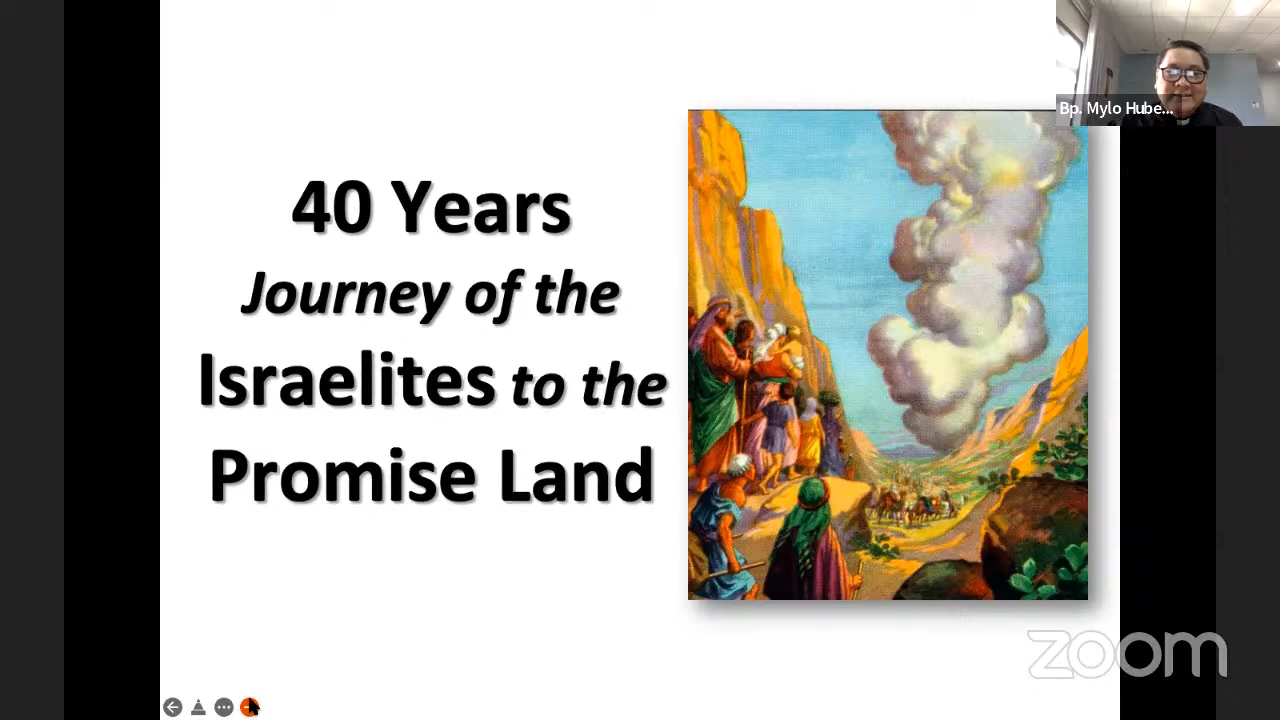 Bp. Mylo Hube...
40 Years
Journey of the
Israelites to the
Promise Land
zoom